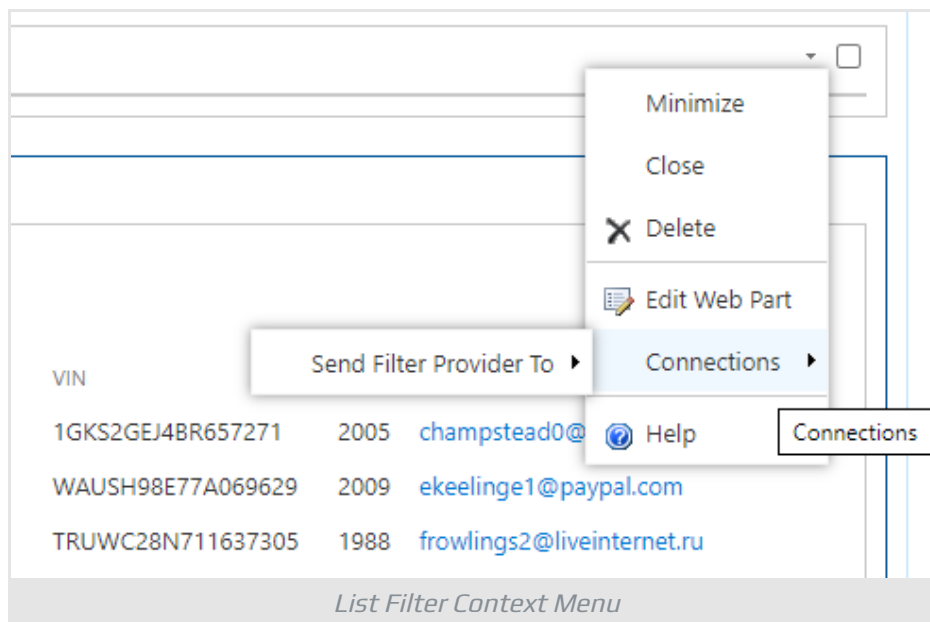 Minimize
Close
Delete
Edit Web Part
Send Filter Provider To
Connections
VIN
1GKS2GEJ4BR657271 2005 champstead0@
Help
Connections
WAUSH98E77A069629 2009 ekeelinge1@paypal.com
TRUWC28N711637305 1988 frowlings2@liveinternet.ru
List Filter Context Menu